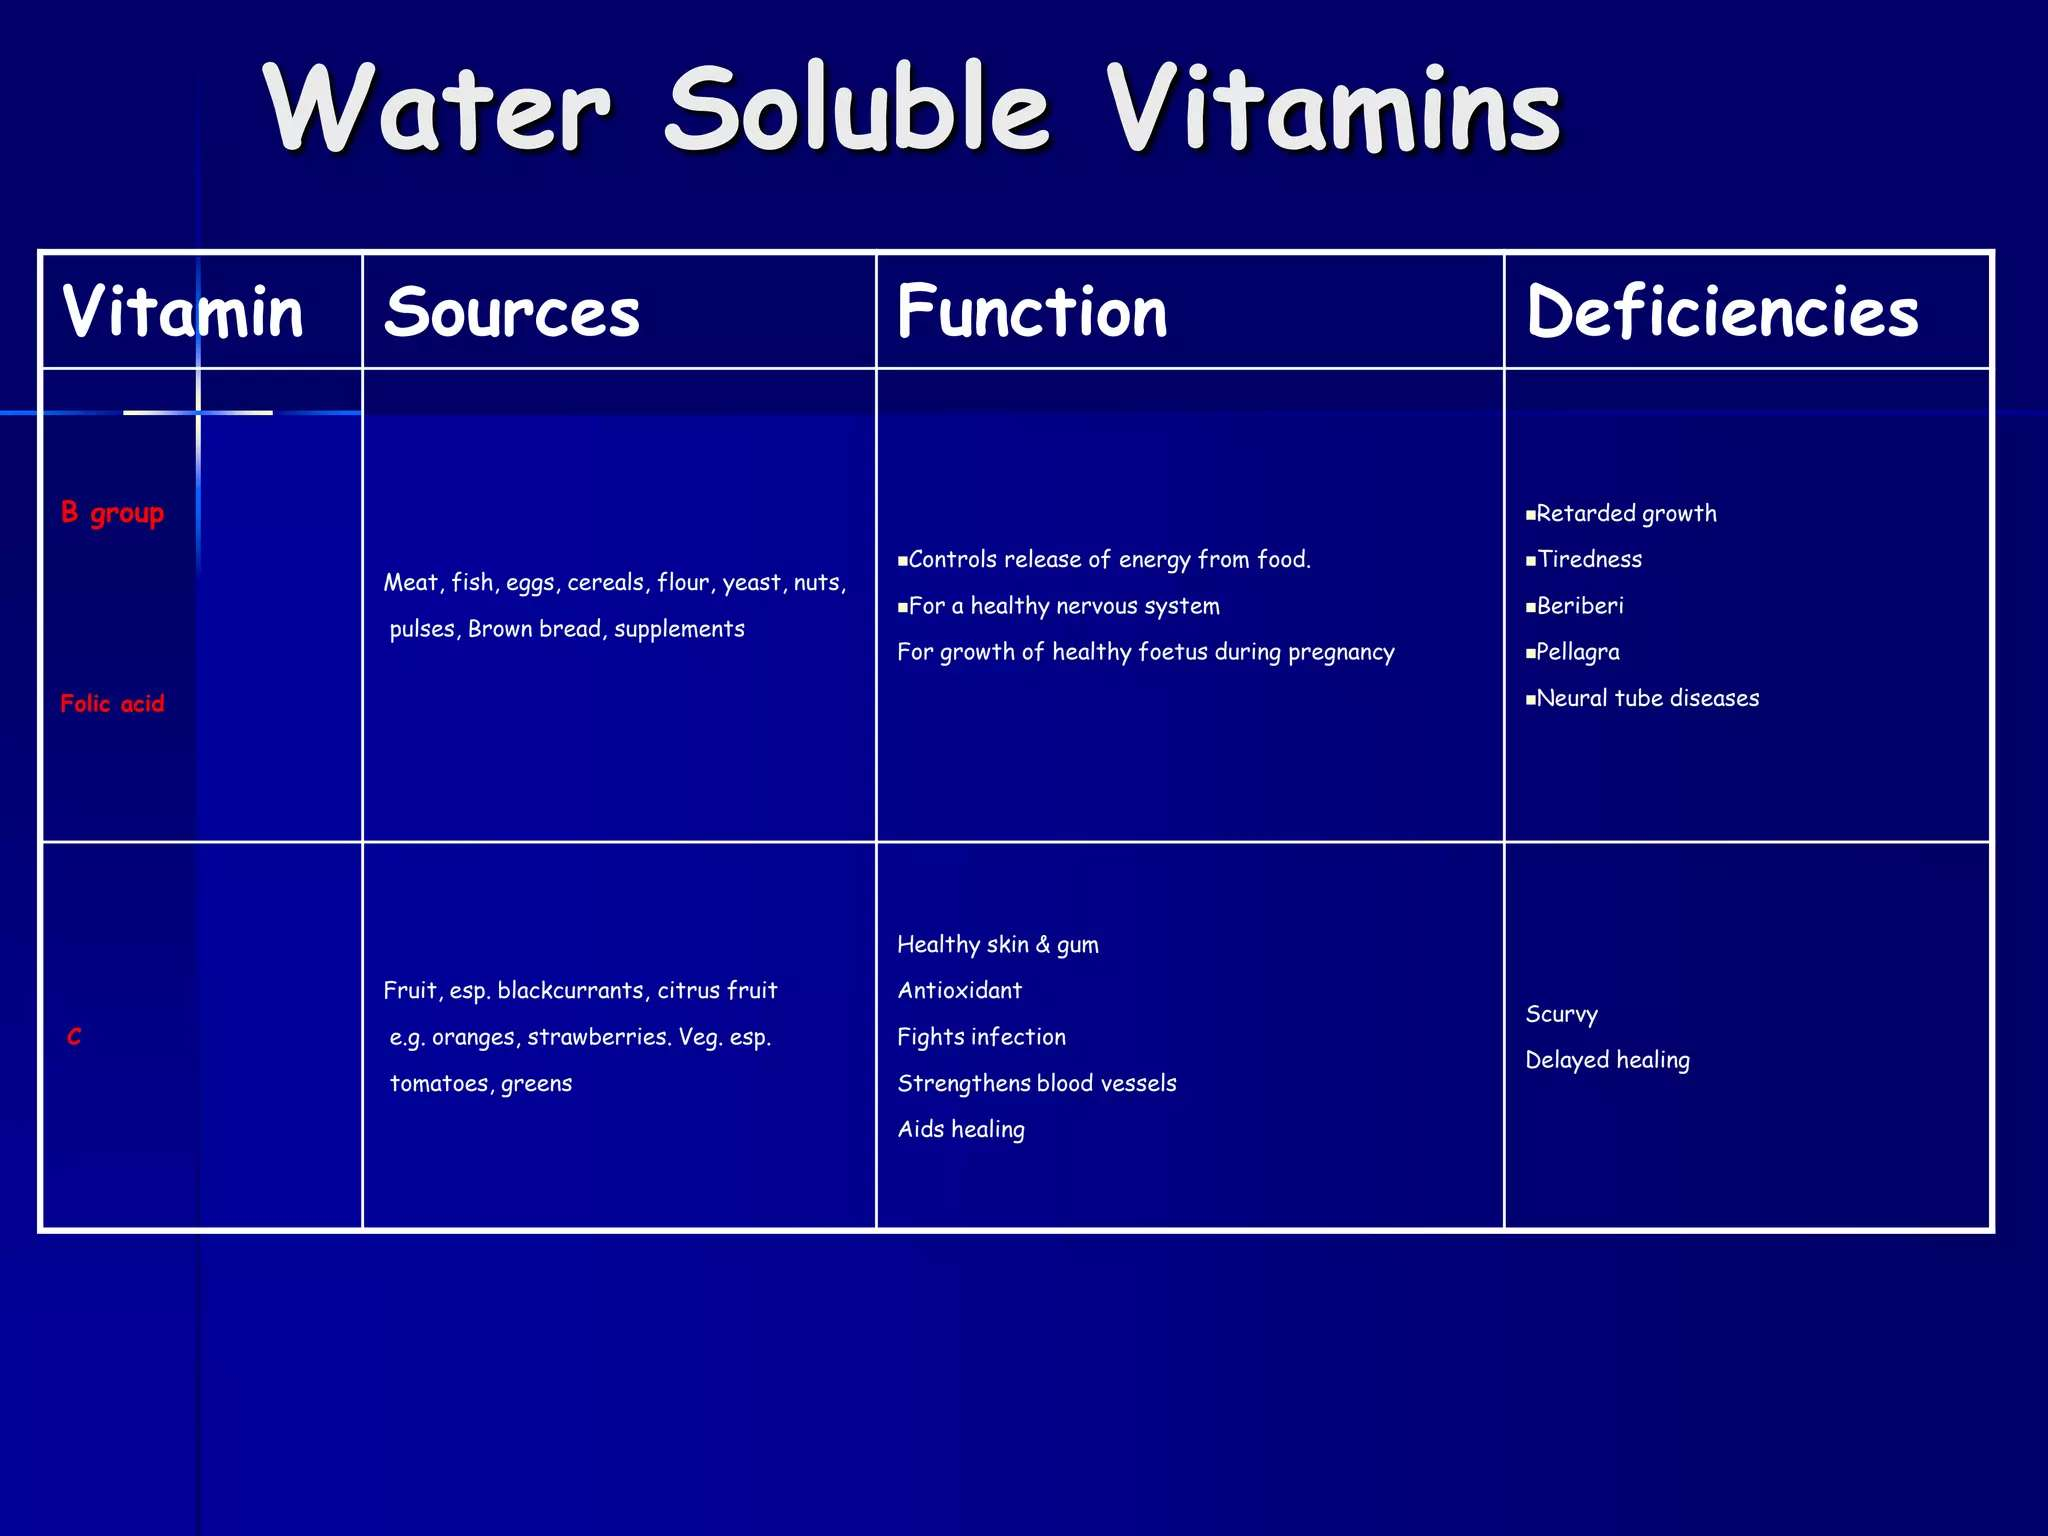 Water Soluble Vitamins
Vitamin
Sources
Function
Deficiencies
B group
Folic acid
Meat, fish, eggs, cereals, flour, yeast, nuts,
pulses, Brown bread, supplements
■Controls release of energy from food.
■For a healthy nervous system
For growth of healthy foetus during pregnancy
■Retarded growth
■Tiredness
■Beriberi
■Pellagra
■Neural tube diseases
C
Fruit, esp. blackcurrants, citrus fruit
e.g. oranges, strawberries. Veg. esp.
tomatoes, greens
Healthy skin & gum
Antioxidant
Fights infection
Strengthens blood vessels
Aids healing
Scurvy
Delayed healing